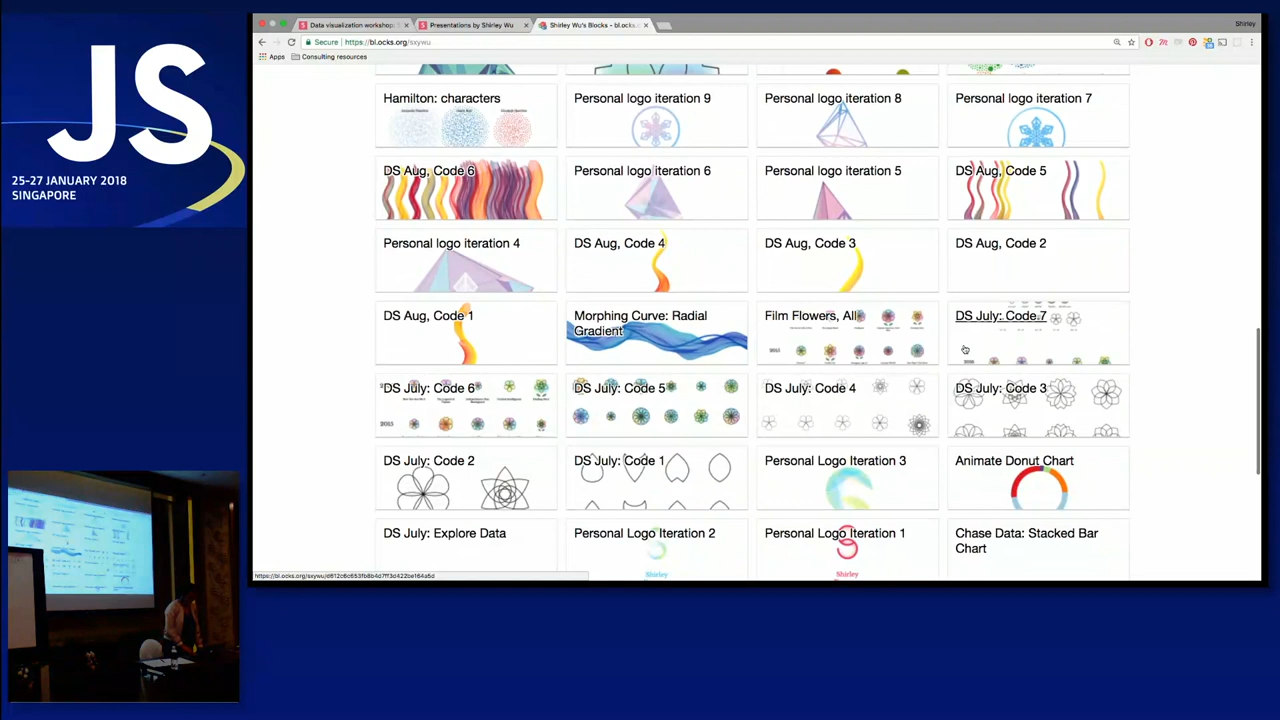 JS
25-27 JANUARY 2018
SINGAPORE
Data visualization workshop:
Presentations by Shirley Wu
Shirley Wu's Blocks - bl.ocks.o
Shirley
Secure
https://bl.ocks.org/sxywu
Apps
Consulting resources
Hamilton: characters
Personal logo iteration 9
Personal logo iteration 8
Personal logo iteration 7
DS Aug, Code 6
Personal logo iteration 6
Personal logo iteration 5
DS Aug, Code 5
Personal logo iteration 4
DS Aug, Code 4
DS Aug, Code 3
DS Aug, Code 2
DS Aug, Code 1
Morphing Curve: Radial
Gradient
Film Flowers, All
DS July: Code 7
DS July: Code 6
DS July: Code 5
DS July: Code 4
DS July: Code 3
2015
DS July: Code 2
DS July: Code 1
Personal Logo Iteration 3
Animate Donut Chart
DS July: Explore Data
Personal Logo Iteration 2
Personal Logo Iteration 1
Chase Data: Stacked Bar
Chart
Shirley
Shirley